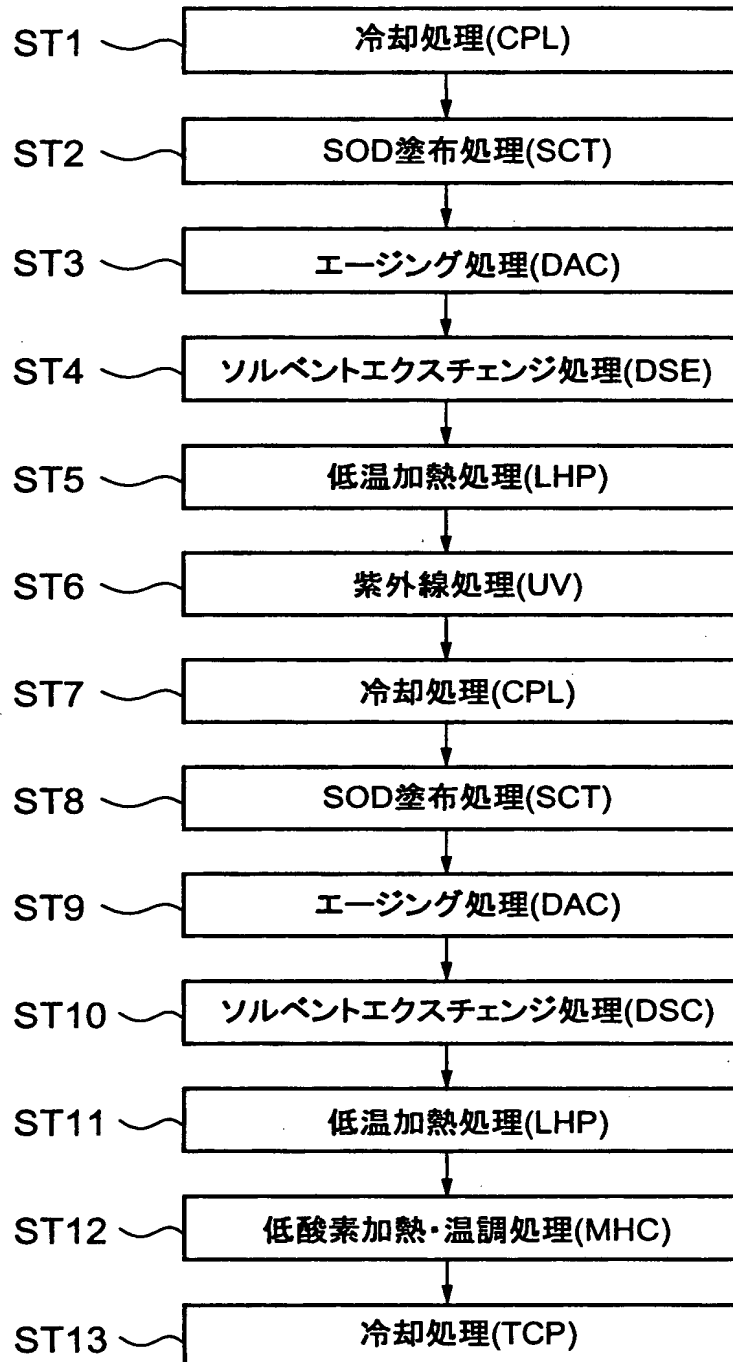 ST1 冷却処理(CPL)
ST2 SOD塗布処理(SCT)
ST3 エージング処理(DAC)
ST4 ソルベントエクスチェンジ処理(DSE)
ST5 低温加熱処理(LHP)
ST6 紫外線処理(UV)
ST7 冷却処理(CPL)
ST8 SOD塗布処理(SCT)
ST9 エージング処理(DAC)
ST10 ソルベントエクスチェンジ処理(DSC)
ST11 低温加熱処理(LHP)
ST12 低酸素加熱・温調処理(MHC)
ST13 冷却処理(TCP)